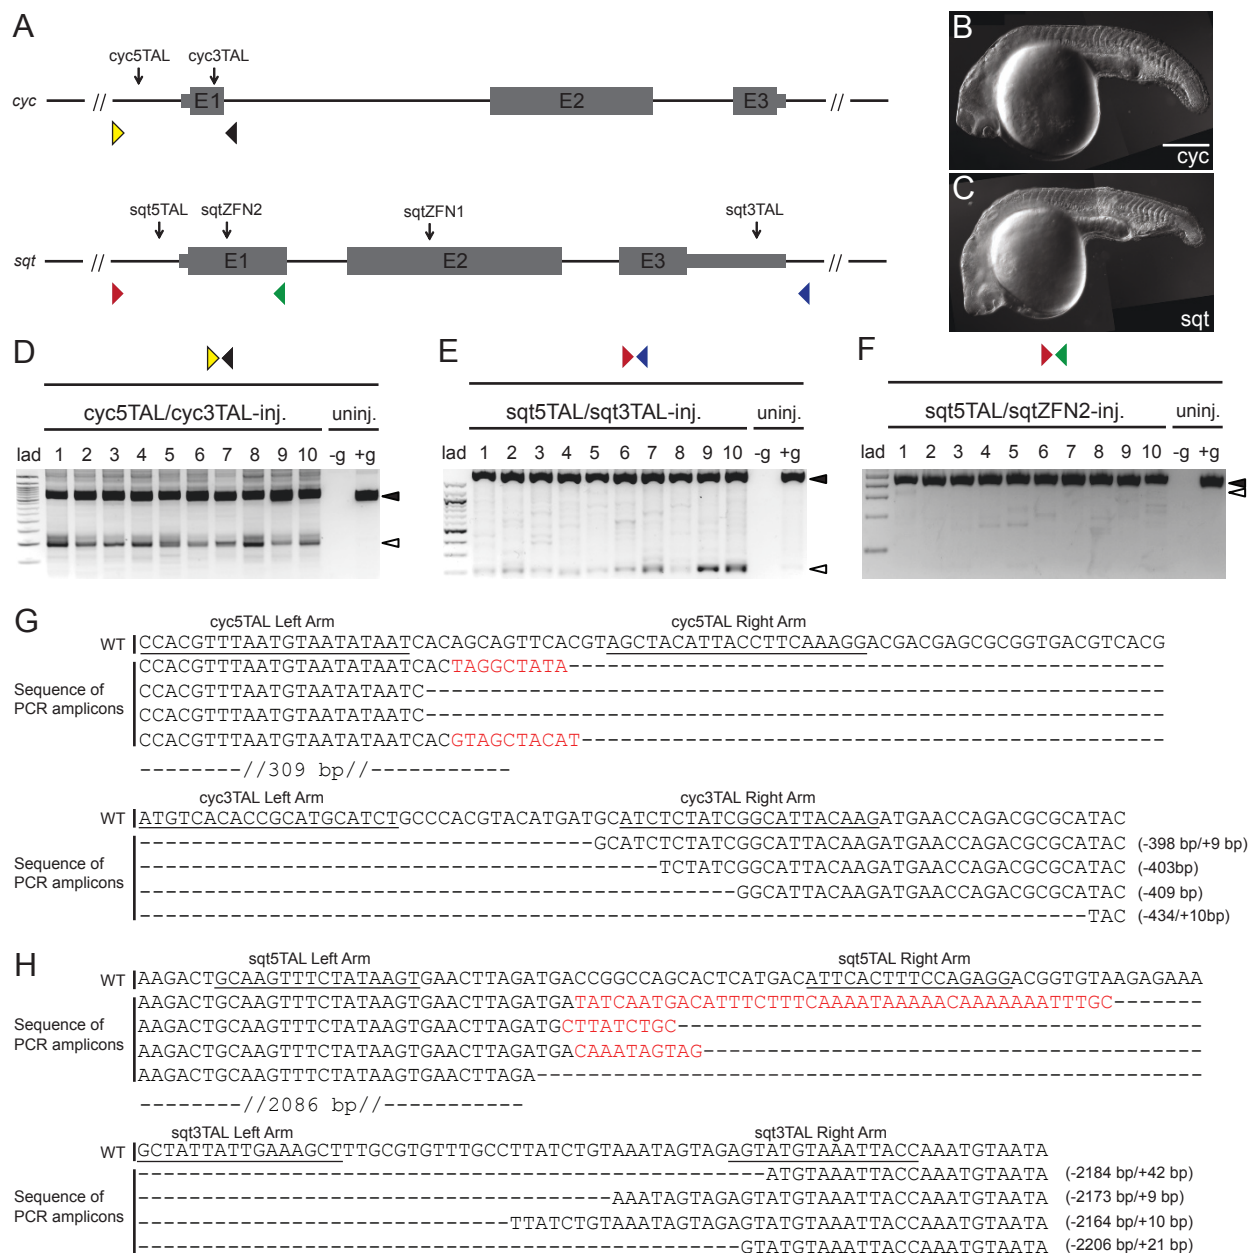 A
cyc5TAL cyc3TAL
cyc // E1 E2 E3 //
sqt5TAL sqtZFN2 sqtZFN1 sqt3TAL
sqt // E1 E2 E3 //
B
cyc
C
sqt
D
cyc5TAL/cyc3TAL-inj. uninj.
lad 1 2 3 4 5 6 7 8 9 10 -g +g
E
sqt5TAL/sqt3TAL-inj. uninj.
lad 1 2 3 4 5 6 7 8 9 10 -g +g
F
sqt5TAL/sqtZFN2-inj. uninj.
lad 1 2 3 4 5 6 7 8 9 10 -g +g
G
cyc5TAL Left Arm cyc5TAL Right Arm
WT CCACGTTTAATGTAATATAATCACAGCAGTTCACGTAGCTACATTACCTTCAAAGGACGACGAGCGCGGTGACGTCACG
Sequence of
PCR amplicons
CCACGTTTAATGTAATATAATCACTAGGCTATA----------------------------------------------
CCACGTTTAATGTAATATAATC---------------------------------------------------------
CCACGTTTAATGTAATATAATC---------------------------------------------------------
CCACGTTTAATGTAATATAATCACGTAGCTACAT---------------------------------------------
--------//309 bp//-----------
cyc3TAL Left Arm cyc3TAL Right Arm
WT ATGTCACACCGCATGCATCTGCCCACGTACATGATGCATCTCTATCGGCATTACAAGATGAACCAGACGCGCATAC
Sequence of
PCR amplicons
-----------------------------------GCATCTCTATCGGCATTACAAGATGAACCAGACGCGCATAC (-398 bp/+9 bp)
----------------------------------------TCTATCGGCATTACAAGATGAACCAGACGCGCATAC (-403bp)
----------------------------------------------GGCATTACAAGATGAACCAGACGCGCATAC (-409 bp)
-------------------------------------------------------------------------TAC (-434/+10bp)
H
sqt5TAL Left Arm sqt5TAL Right Arm
WT AAGACTGCAAGTTTCTATAAGTGAACTTAGATGACCGGCCAGCACTCATGACATTCACTTTCCAGAGGACGGTGTAAGAGAAA
Sequence of
PCR amplicons
AAGACTGCAAGTTTCTATAAGTGAACTTAGATGATATCAATGACATTTCTTTCAAAATAAAAACAAAAAAATTTGC-------
AAGACTGCAAGTTTCTATAAGTGAACTTAGATGCTTATCTGC-----------------------------------------
AAGACTGCAAGTTTCTATAAGTGAACTTAGATGACAAATAGTAG---------------------------------------
AAGACTGCAAGTTTCTATAAGTGAACTTAGA----------------------------------------------------
--------//2086 bp//-----------
sqt3TAL Left Arm sqt3TAL Right Arm
WT GCTATTATTGAAAGCTTTGCGTGTTTGCCTTATCTGTAAATAGTAGAGTATGTAAATTACCAAATGTAATA
Sequence of
PCR amplicons
-------------------------------------------------ATGTAAATTACCAAATGTAATA (-2184 bp/+42 bp)
-------------------------------------AAATAGTAGAGTATGTAAATTACCAAATGTAATA (-2173 bp/+9 bp)
-----------------------------TTATCTGTAAATAGTAGAGTATGTAAATTACCAAATGTAATA (-2164 bp/+10 bp)
-----------------------------------------------GTATGTAAATTACCAAATGTAATA (-2206 bp/+21 bp)